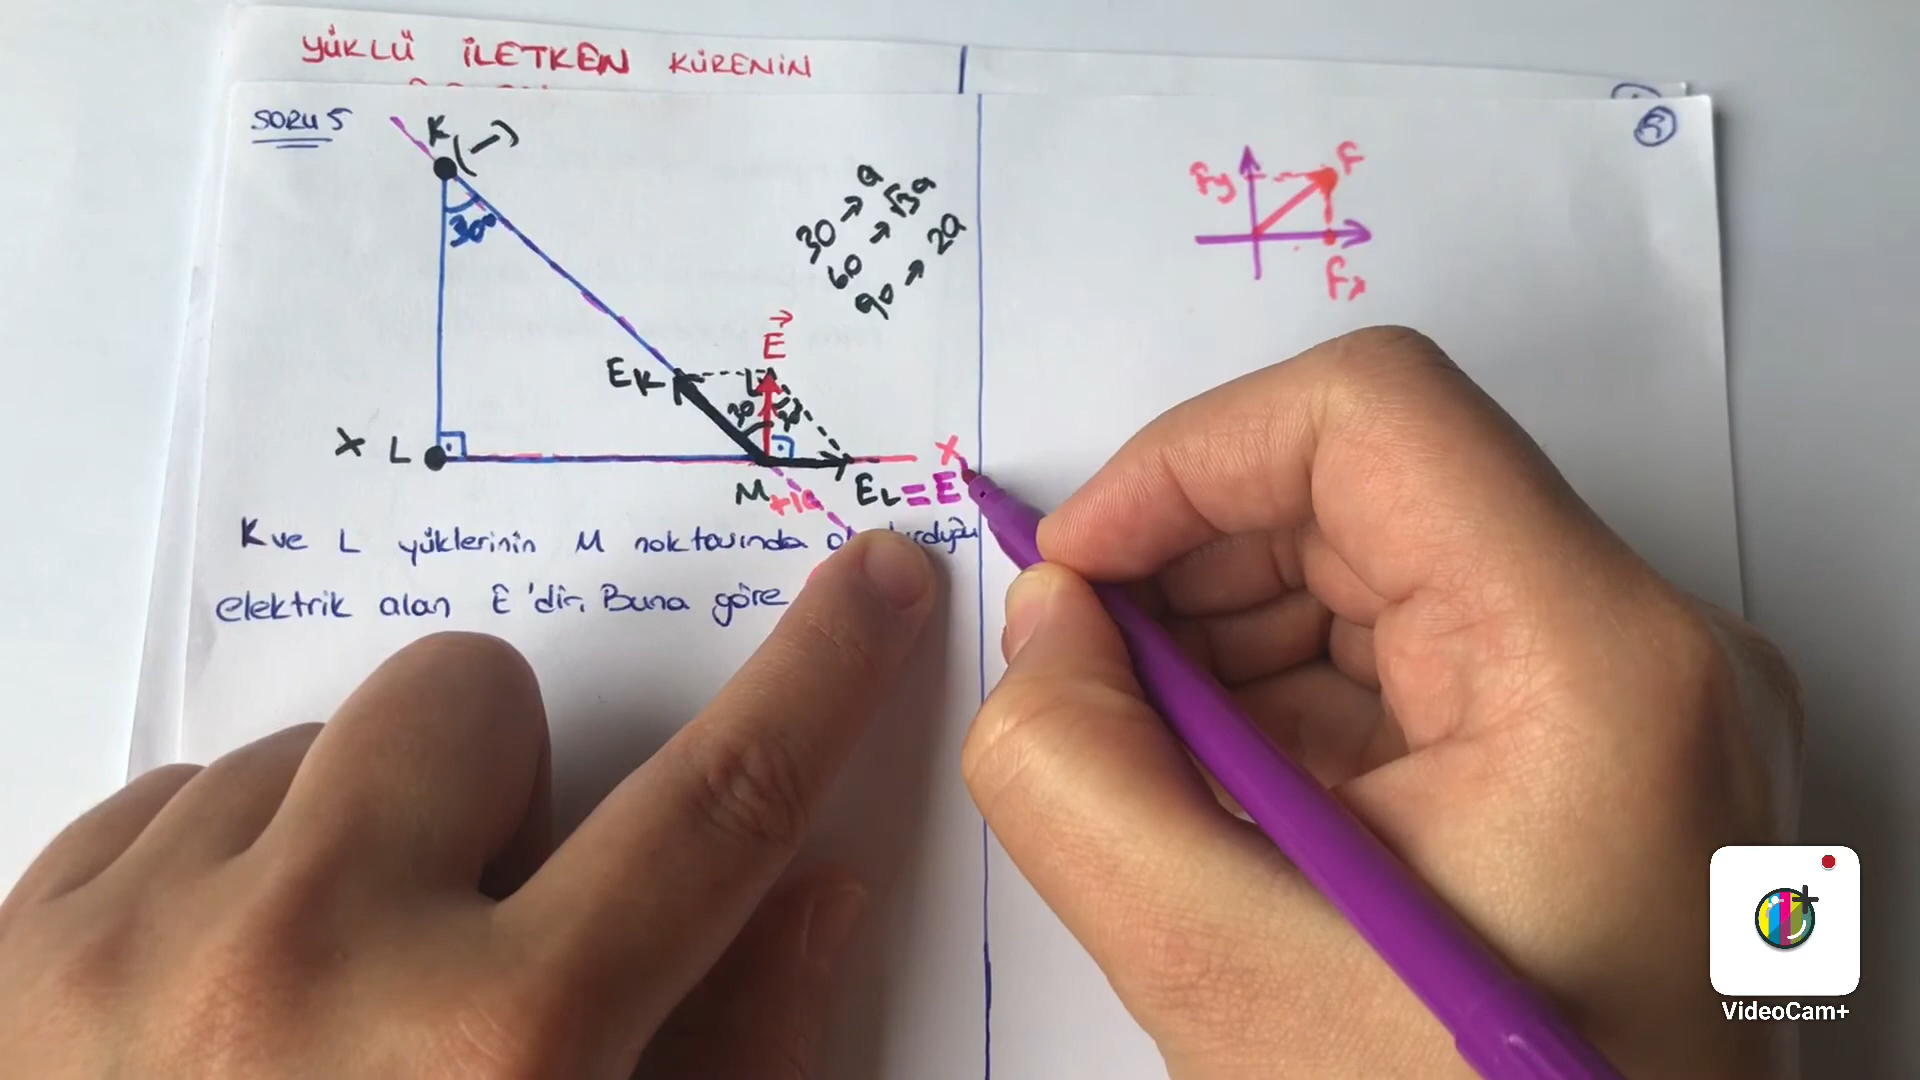 YÜKLÜ İLETKEN KÜRENİN
SORU 5
5
K (-)
30°
30 → a
60 → √3a
90 → 2a
Fy
F
Fx
E
EK
30
X L
M
+1q
EL = E
X
K ve L yüklerinin M noktasında
elektrik alan E 'dir. Buna göre
VideoCam+